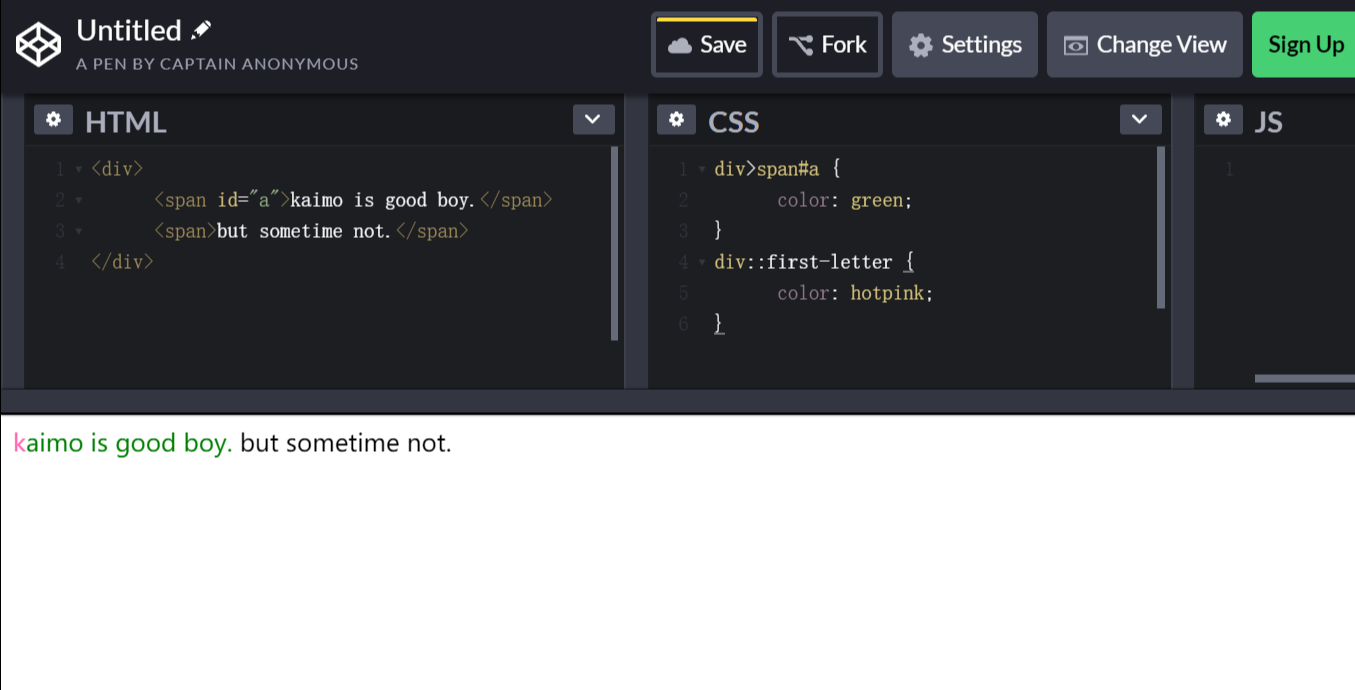 Untitled
A PEN BY CAPTAIN ANONYMOUS
Save
Fork
Settings
Change View
Sign Up
HTML
1 <div>
2 <span id="a">kaimo is good boy.</span>
3 <span>but sometime not.</span>
4 </div>
CSS
1 div>span#a {
2 color: green;
3 }
4 div::first-letter {
5 color: hotpink;
6 }
JS
1
kaimo is good boy. but sometime not.